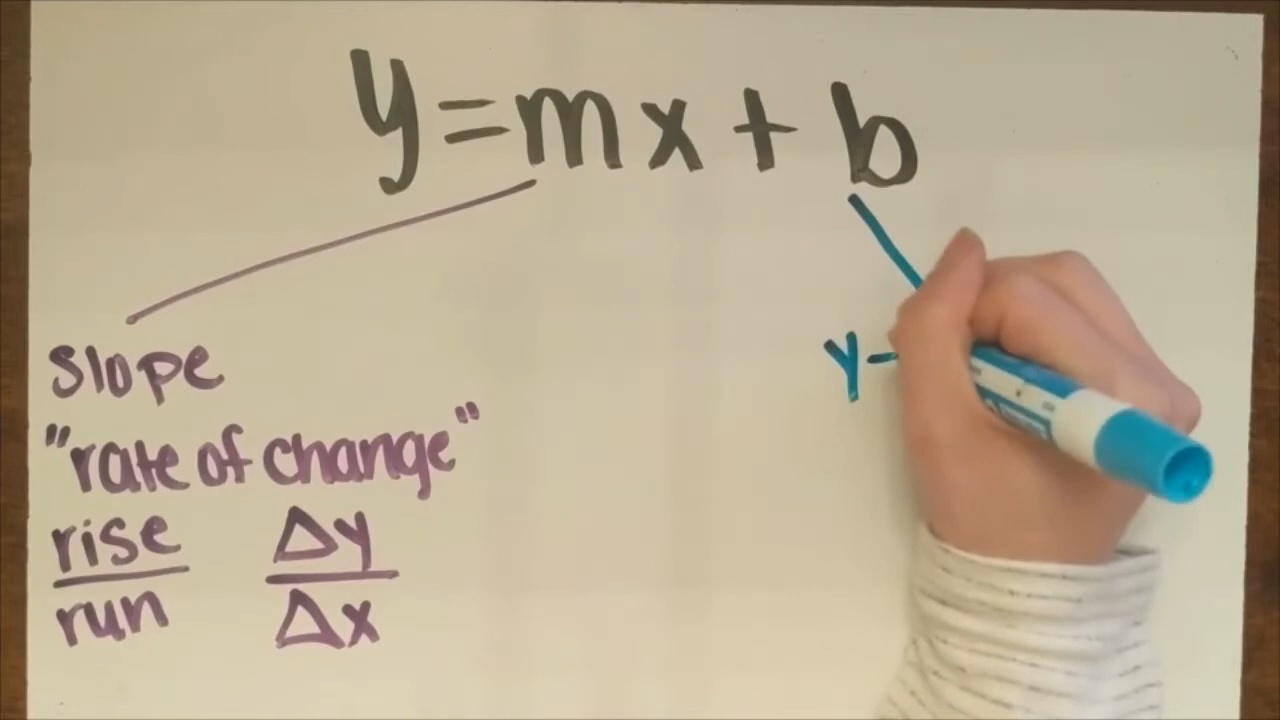 y=mx+b
slope
y-
"rate of change"
rise Δy
run Δx